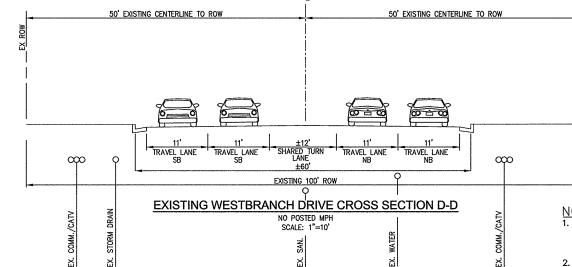 50' EXISTING CENTERLINE TO ROW
50' EXISTING CENTERLINE TO ROW
EX ROW
11'
TRAVEL LANE
SB
11'
TRAVEL LANE
SB
±12'
SHARED TURN
LANE
11'
TRAVEL LANE
NB
11'
TRAVEL LANE
NB
±60'
EXISTING 100' ROW
EXISTING WESTBRANCH DRIVE CROSS SECTION D-D
NO POSTED MPH
SCALE: 1"=10'
EX. COMM./CATV
EX. STORM DRAIN
EX. SAN.
EX. WATER
EX. COMM./CATV
1.
2.